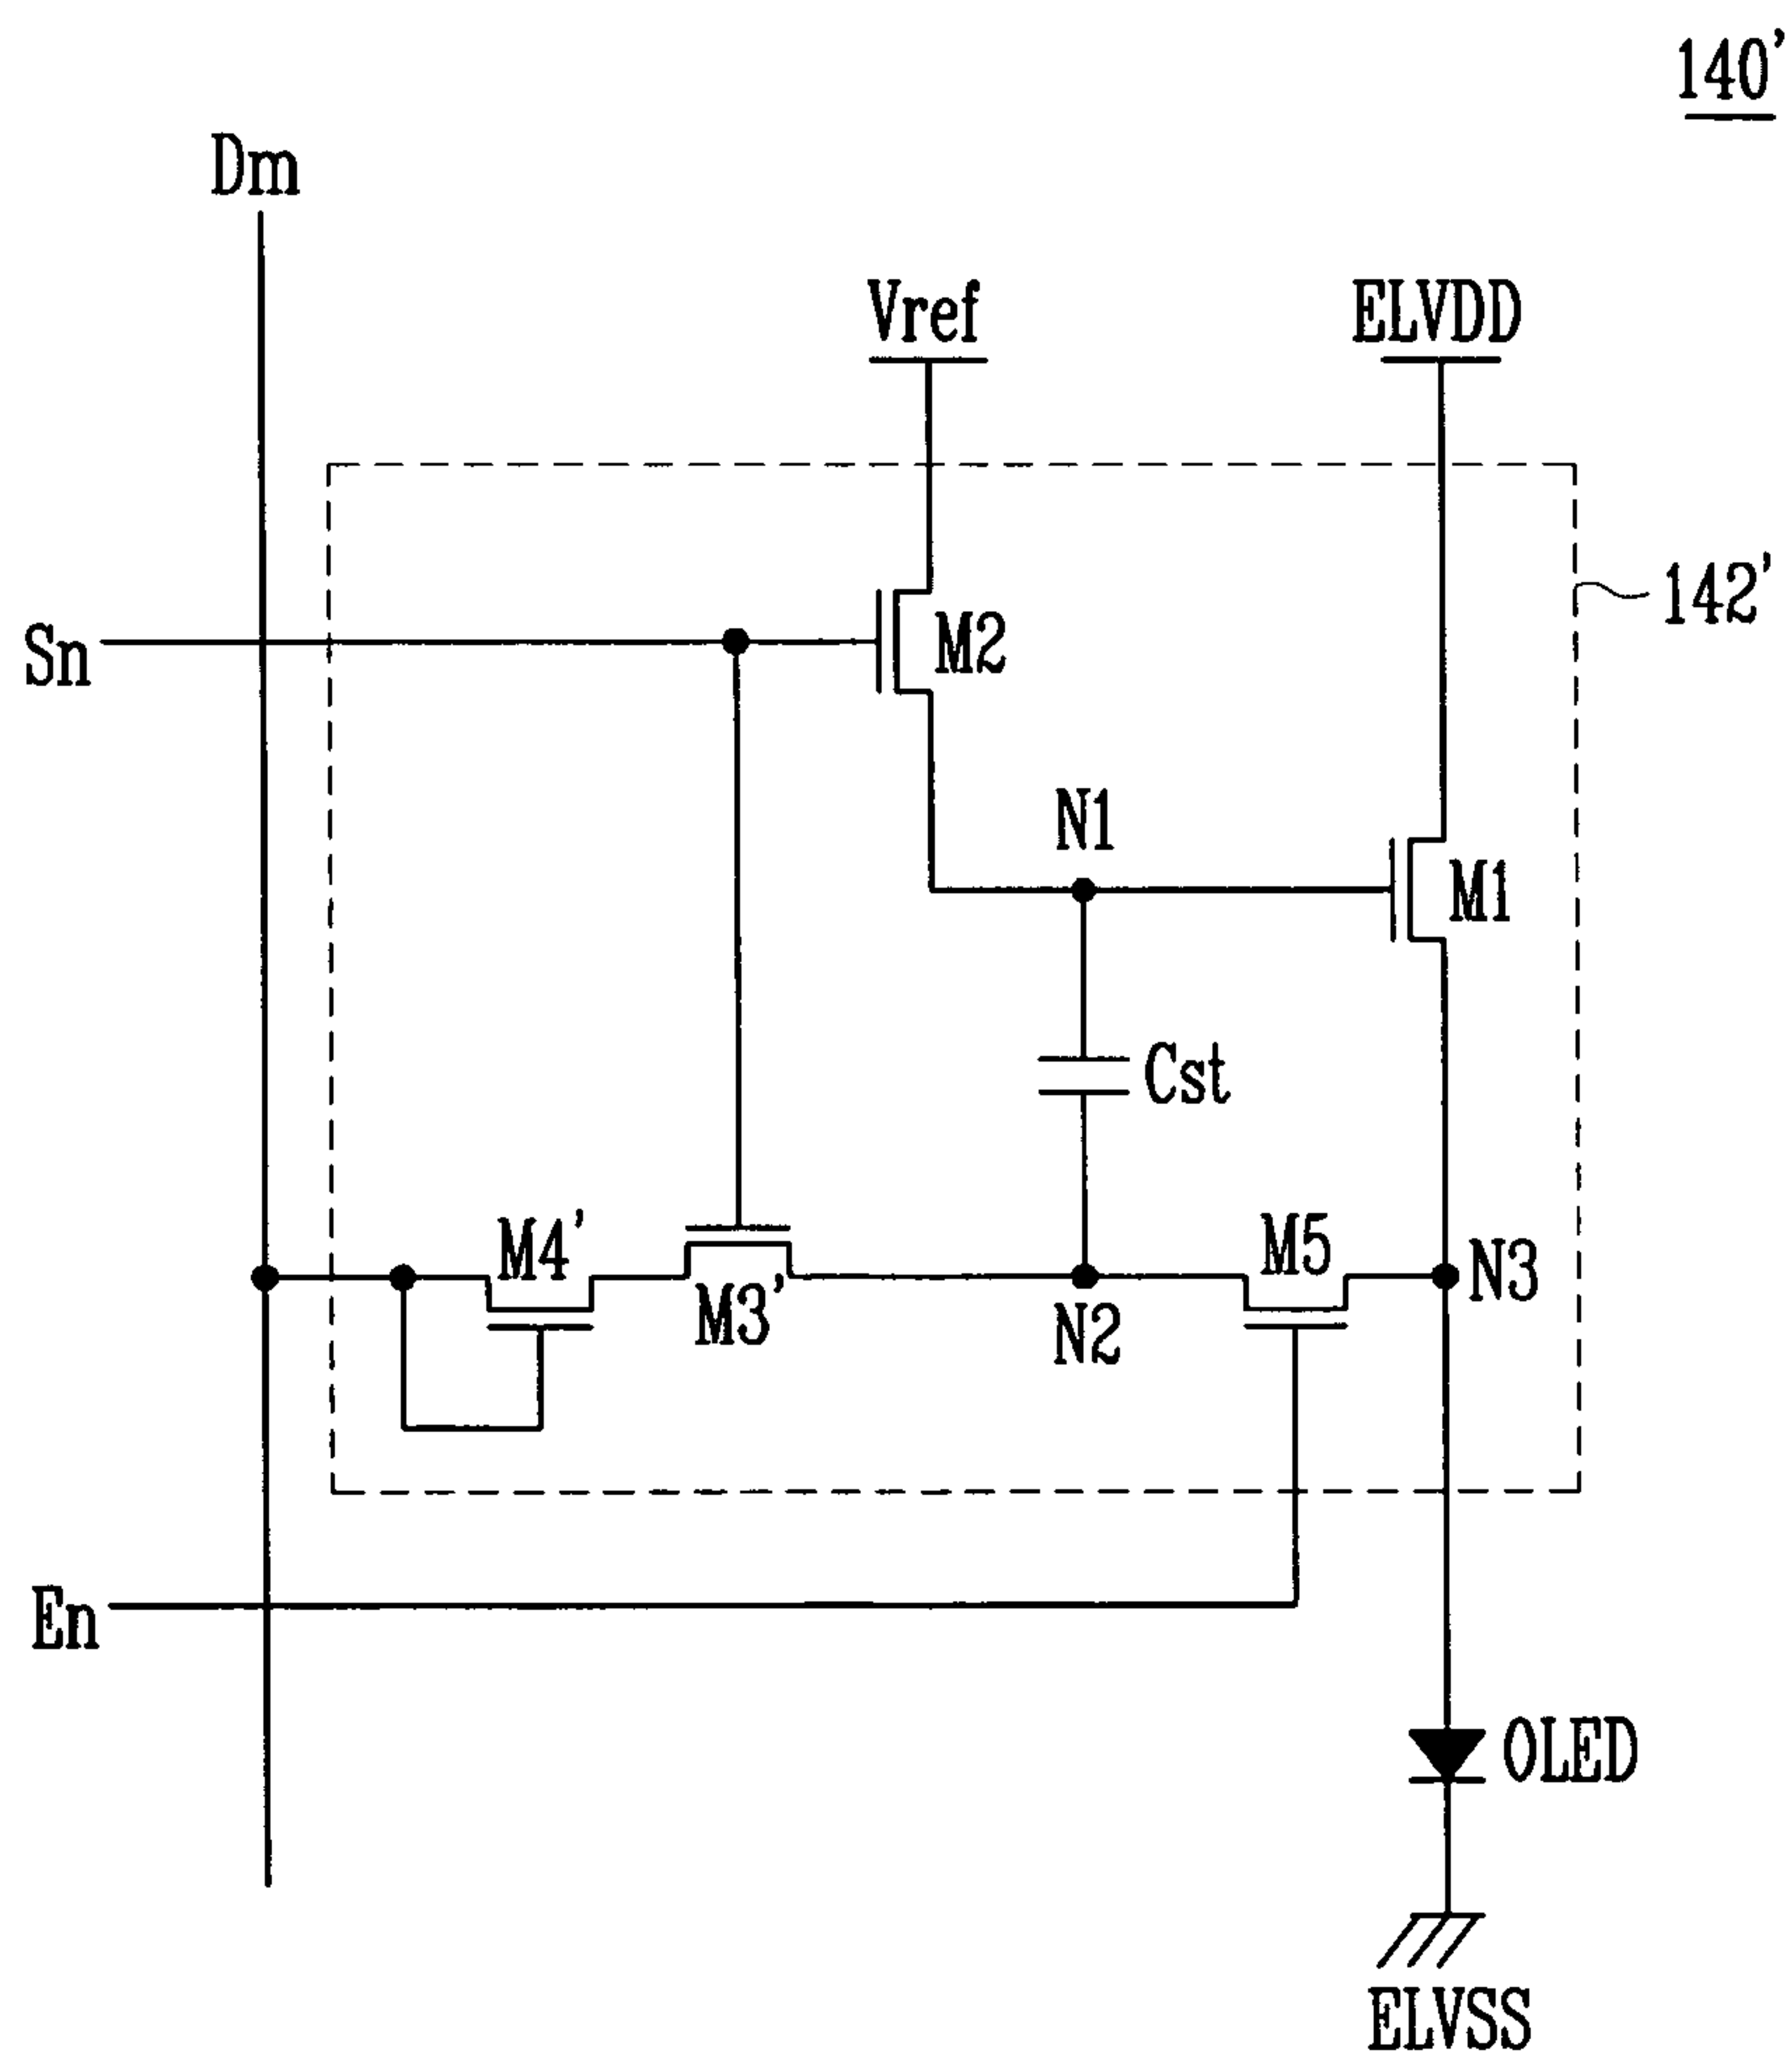 140'
Dm
Vref
ELVDD
142'
Sn
M2
N1
M1
Cst
M4'
M3'
M5
N3
N2
En
OLED
ELVSS